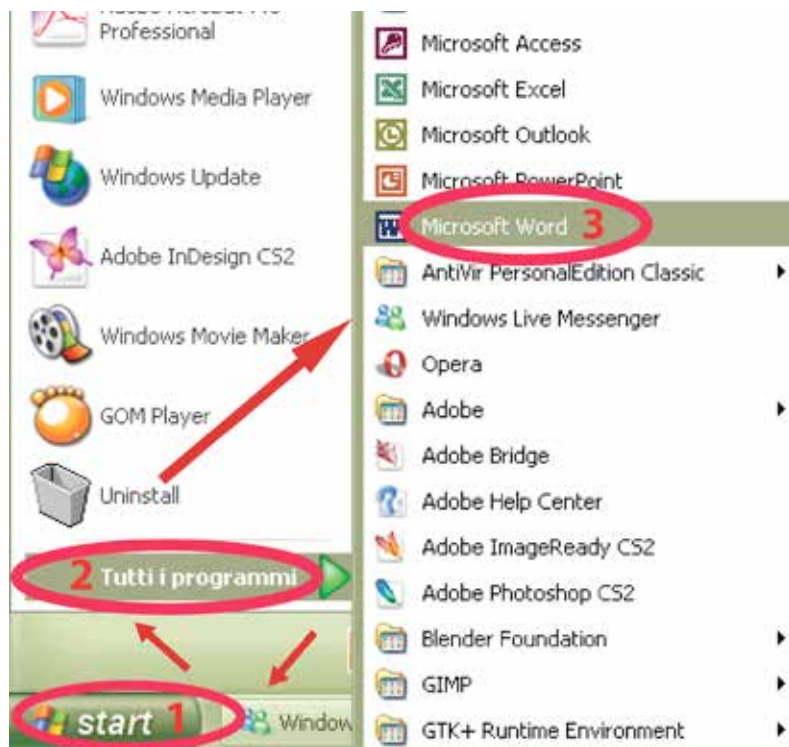 Professional
Windows Media Player
Windows Update
Adobe InDesign CS2
Windows Movie Maker
GOM Player
Uninstall
2 Tutti i programmi
start 1
Window
Microsoft Access
Microsoft Excel
Microsoft Outlook
Microsoft PowerPoint
Microsoft Word 3
AntiVir PersonalEdition Classic
Windows Live Messenger
Opera
Adobe
Adobe Bridge
Adobe Help Center
Adobe ImageReady CS2
Adobe Photoshop CS2
Blender Foundation
GIMP
GTK+ Runtime Environment